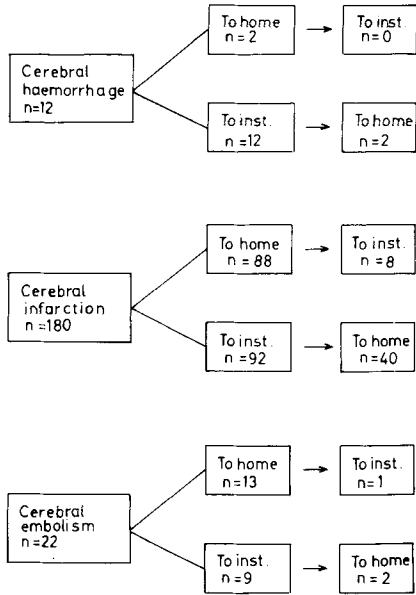 Cerebral
haemorrhage
n=12
To home
n=2
To inst.
n=0
To inst.
n=12
To home
n=2
Cerebral
infarction
n=180
To home
n=88
To inst.
n=8
To inst.
n=92
To home
n=40
Cerebral
embolism
n=22
To home
n=13
To inst.
n=1
To inst.
n=9
To home
n=2